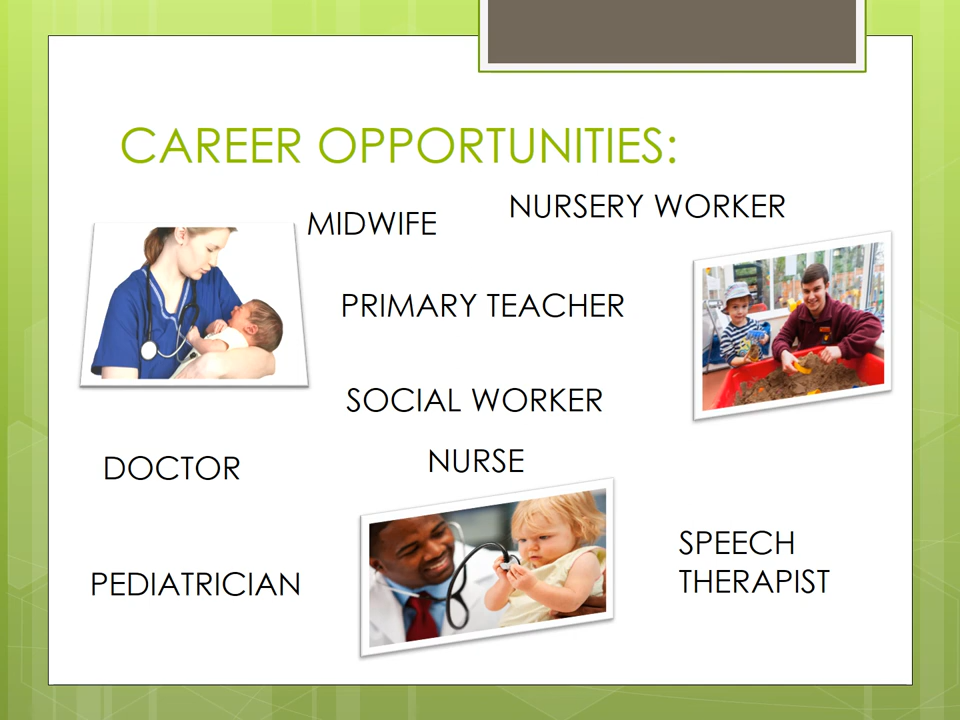 CAREER OPPORTUNITIES:
NURSERY WORKER
MIDWIFE
PRIMARY TEACHER
SOCIAL WORKER
NURSE
DOCTOR
SPEECH
THERAPIST
PEDIATRICIAN